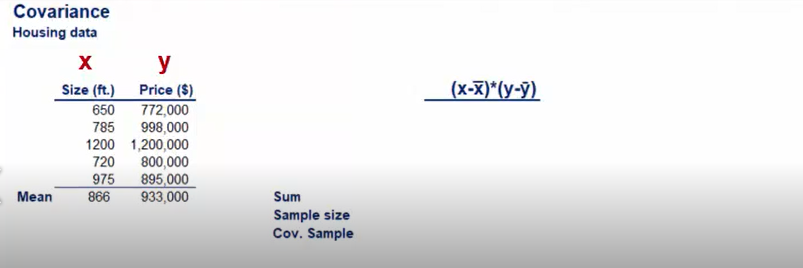 Covariance
Housing data
x y
Size (ft.) Price ($) (x-x̅)*(y-ȳ)
650 772,000
785 998,000
1200 1,200,000
720 800,000
975 895,000
Mean 866 933,000 Sum
Sample size
Cov. Sample